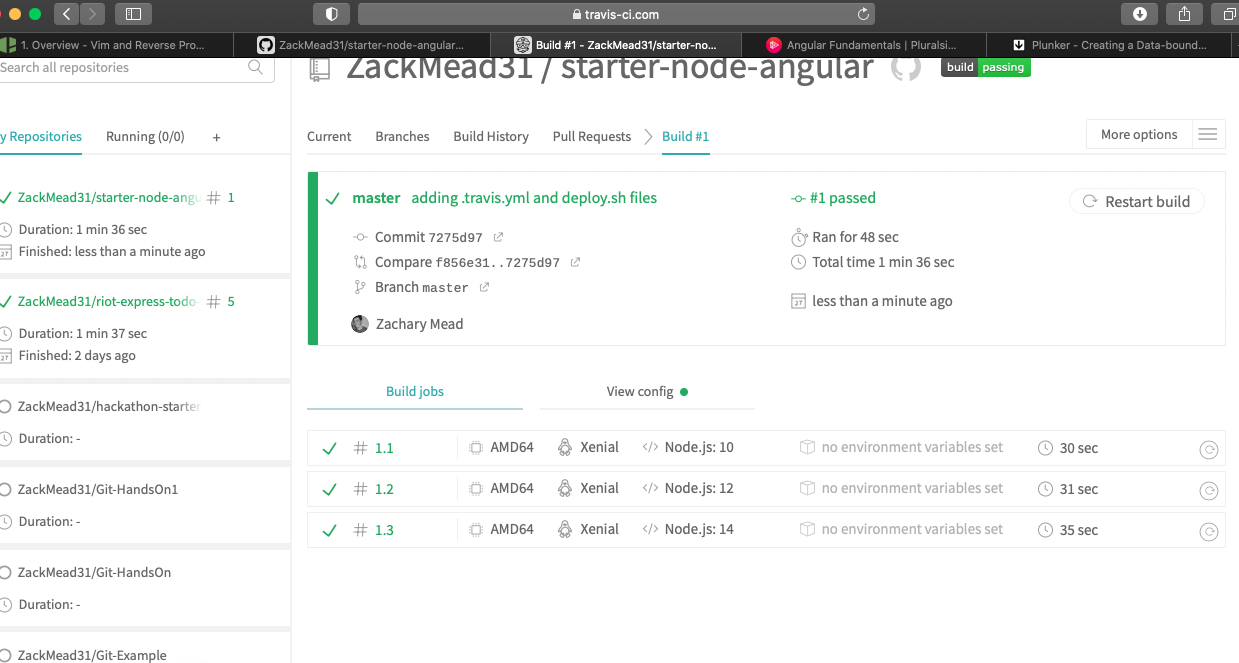 travis-ci.com
1. Overview - Vim and Reverse Pro...
ZackMead31/starter-node-angular...
Build #1 - ZackMead31/starter-no...
Angular Fundamentals | Pluralsi...
Plunker - Creating a Data-bound...
Search all repositories
ZackMead31 / starter-node-angular
build passing
y Repositories
Running (0/0)
+
Current
Branches
Build History
Pull Requests
Build #1
More options
ZackMead31/starter-node-angu
# 1
Duration: 1 min 36 sec
Finished: less than a minute ago
ZackMead31/riot-express-todo-
# 5
Duration: 1 min 37 sec
Finished: 2 days ago
ZackMead31/hackathon-starter
Duration: -
ZackMead31/Git-HandsOn1
Duration: -
ZackMead31/Git-HandsOn
Duration: -
ZackMead31/Git-Example
master adding .travis.yml and deploy.sh files
Commit 7275d97
Compare f856e31..7275d97
Branch master
Zachary Mead
#1 passed
Ran for 48 sec
Total time 1 min 36 sec
less than a minute ago
Restart build
Build jobs
View config
# 1.1 AMD64 Xenial </> Node.js: 10 no environment variables set 30 sec
# 1.2 AMD64 Xenial </> Node.js: 12 no environment variables set 31 sec
# 1.3 AMD64 Xenial </> Node.js: 14 no environment variables set 35 sec